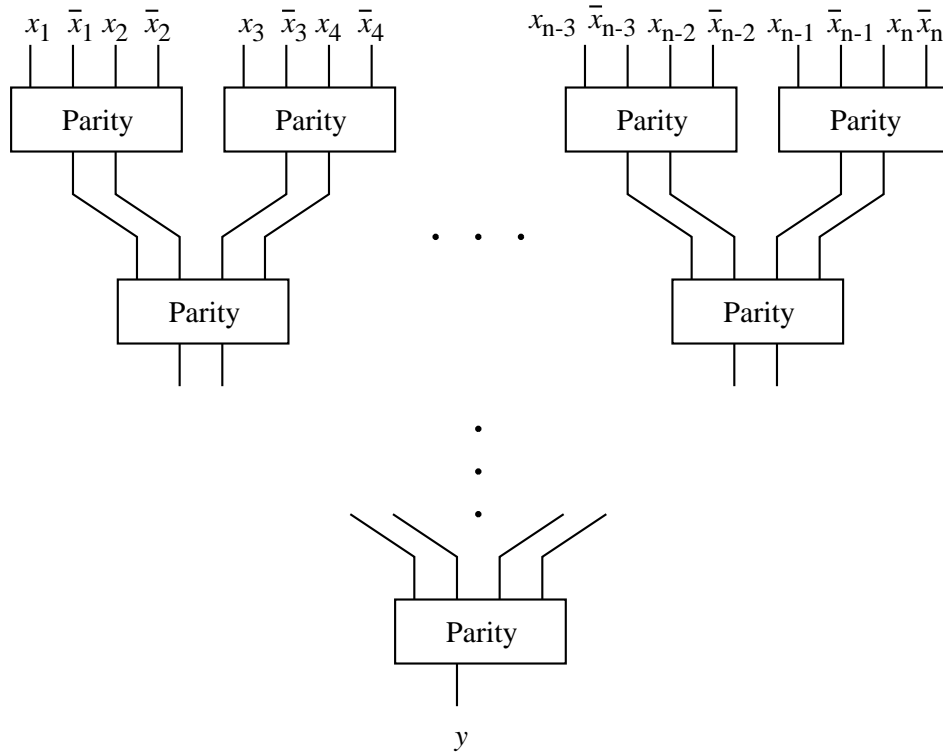 x₁ x̄₁ x₂ x̄₂ x₃ x̄₃ x₄ x̄₄ xₙ₋₃ x̄ₙ₋₃ xₙ₋₂ x̄ₙ₋₂ xₙ₋₁ x̄ₙ₋₁ xₙ x̄ₙ
Parity Parity Parity Parity
Parity Parity
Parity
y